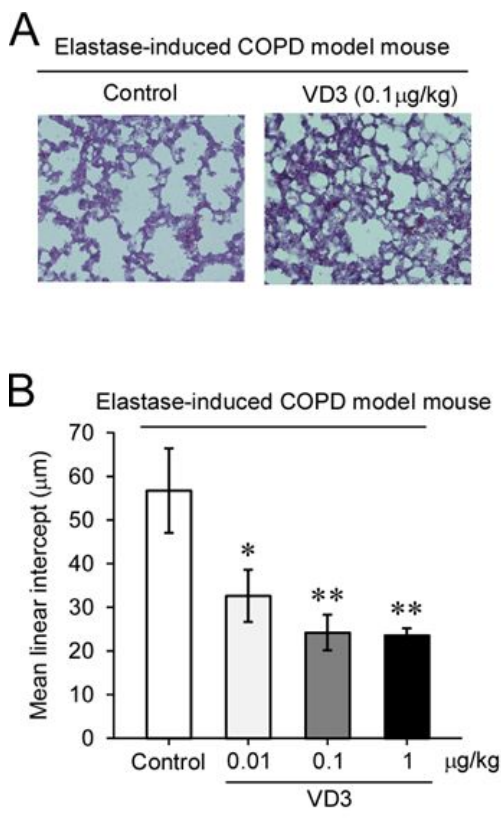 A
Elastase-induced COPD model mouse
Control VD3 (0.1μg/kg)
B
Elastase-induced COPD model mouse
Mean linear intercept (μm)
70
60
50
40
30
20
10
0
* ** **
Control 0.01 0.1 1 μg/kg
VD3